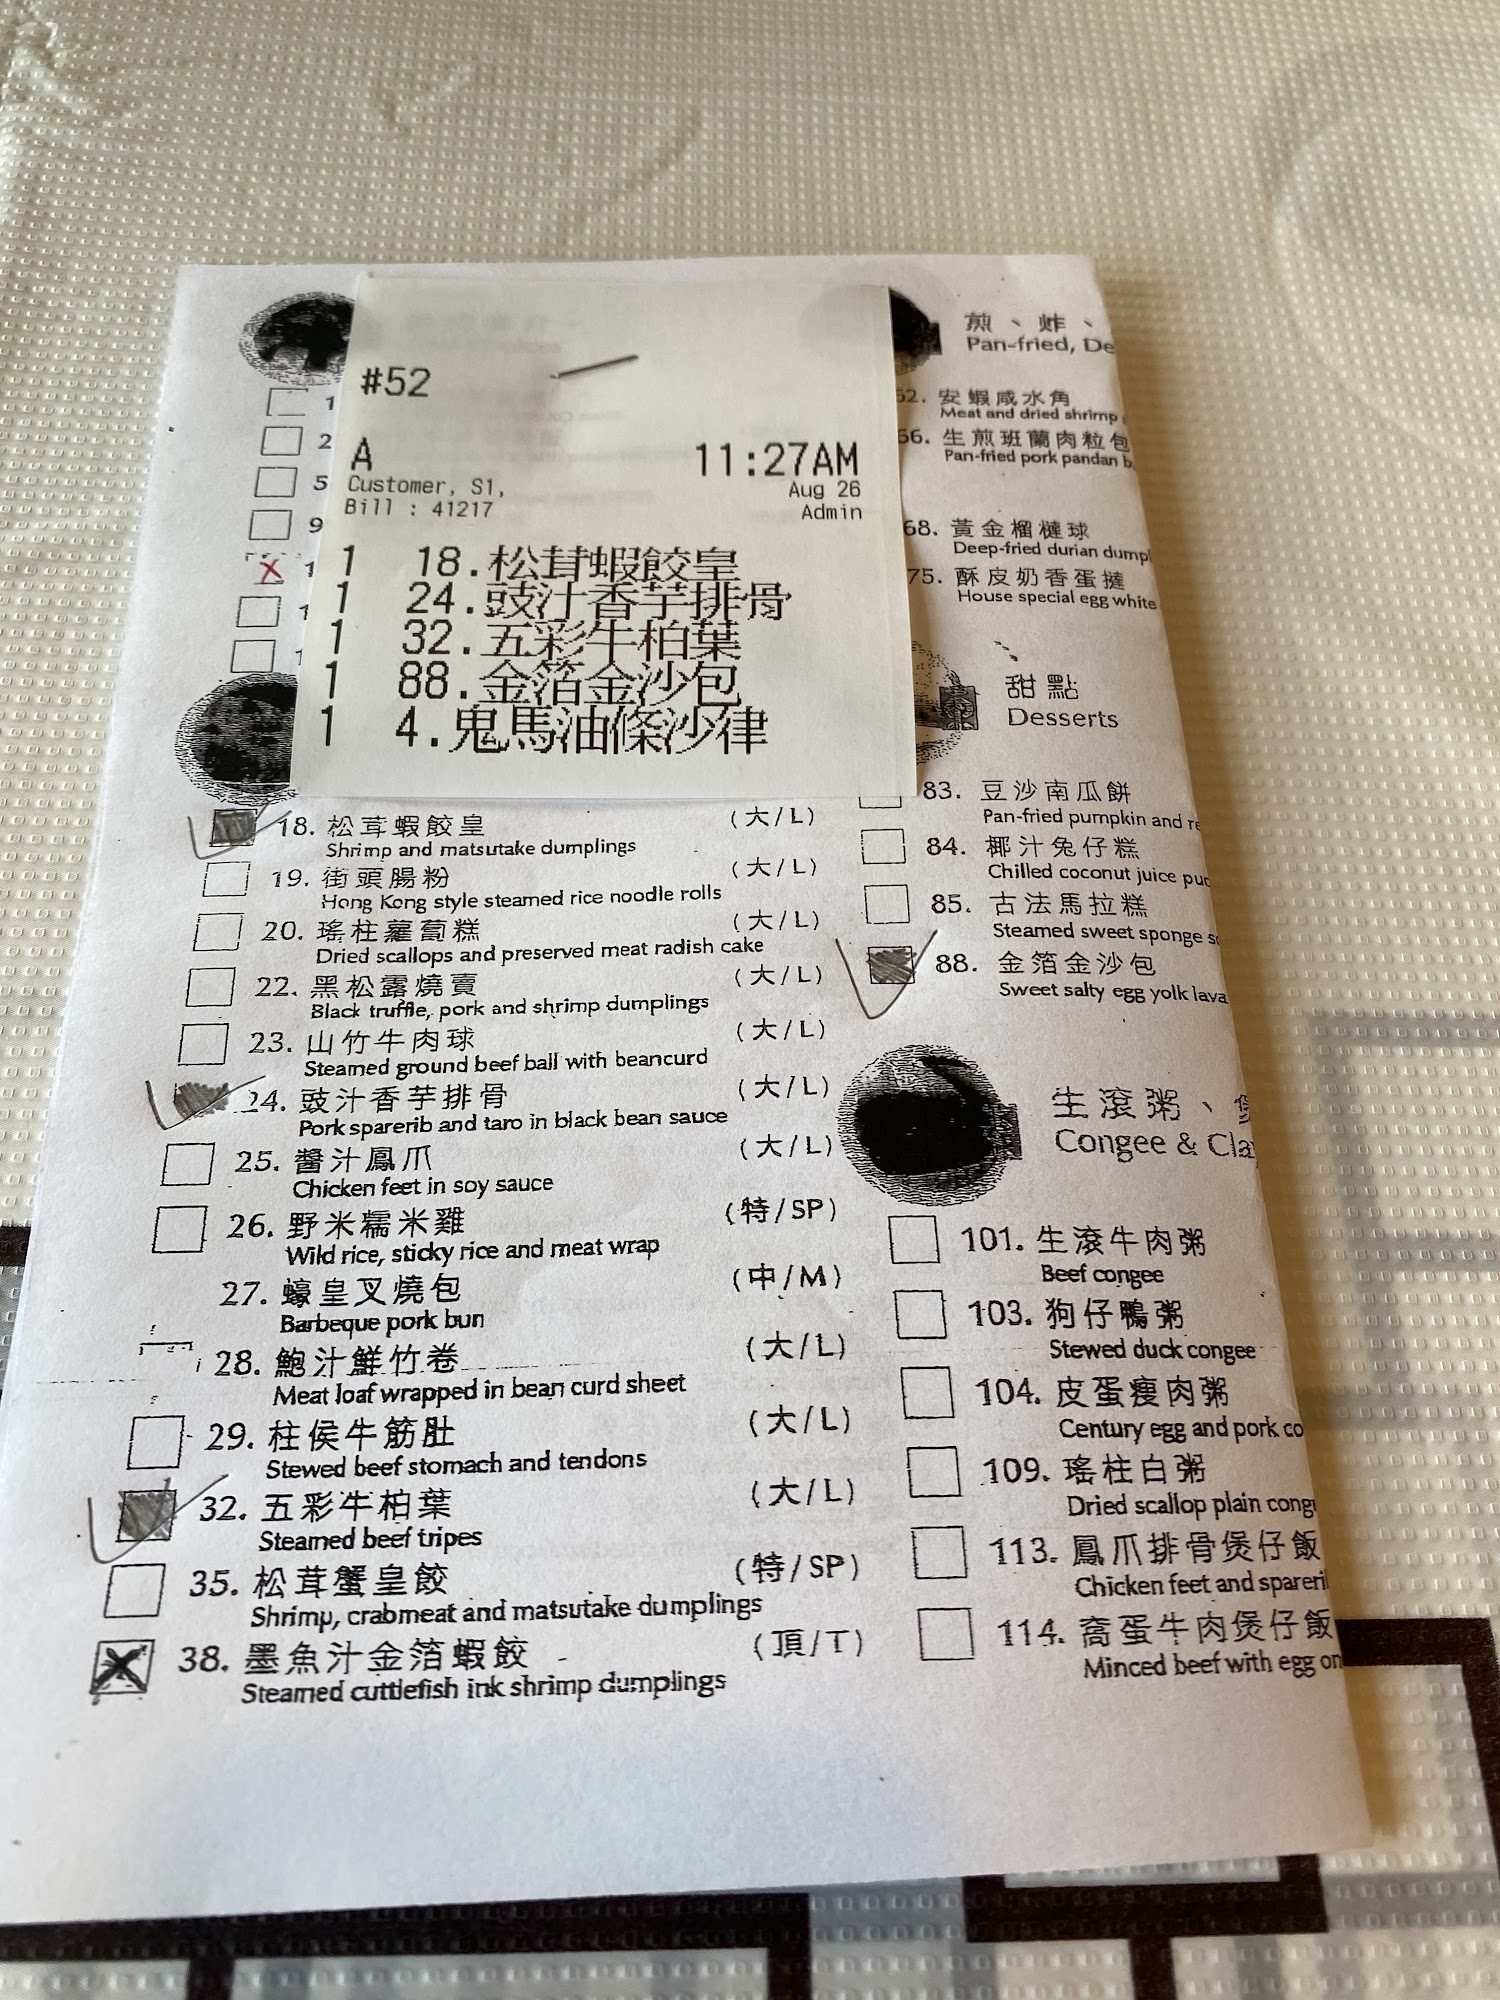 #52
A 11:27AM
Customer, S1, Aug 26
Bill : 41217 Admin
1 18.松茸蝦餃皇
1 24.豉汁香芋排骨
1 32.五彩牛柏葉
1 88.金箔金沙包
1 4.鬼馬油條沙律
1
2
5
9
18. 松茸蝦餃皇 (大/L)
Shrimp and matsutake dumplings
19. 街頭腸粉 (大/L)
Hong Kong style steamed rice noodle rolls
20. 瑤柱蘿蔔糕 (大/L)
Dried scallops and preserved meat radish cake
22. 黑松露燒賣 (大/L)
Black truffle, pork and shrimp dumplings
23. 山竹牛肉球 (大/L)
Steamed ground beef ball with beancurd
24. 豉汁香芋排骨 (大/L)
Pork sparerib and taro in black bean sauce
25. 醬汁鳳爪 (大/L)
Chicken feet in soy sauce
26. 野米糯米雞 (特/SP)
Wild rice, sticky rice and meat wrap
27. 蠔皇叉燒包 (中/M)
Barbeque pork bun
28. 鮑汁鮮竹卷 (大/L)
Meat loaf wrapped in bean curd sheet
29. 柱侯牛筋肚 (大/L)
Stewed beef stomach and tendons
32. 五彩牛柏葉 (大/L)
Steamed beef tripes
35. 松茸蟹皇餃 (特/SP)
Shrimp, crabmeat and matsutake dumplings
38. 墨魚汁金箔蝦餃 (頂/T)
Steamed cuttlefish ink shrimp dumplings
煎、炸、
Pan-fried, De
62. 安蝦咸水角
Meat and dried shrimp
66. 生煎班蘭肉粒包
Pan-fried pork pandan b
68. 黃金榴槤球
Deep-fried durian dumpl
75. 酥皮奶香蛋撻
House special egg white
甜點
Desserts
83. 豆沙南瓜餅
Pan-fried pumpkin and re
84. 椰汁兔仔糕
Chilled coconut juice pud
85. 古法馬拉糕
Steamed sweet sponge
88. 金箔金沙包
Sweet salty egg yolk lava
生滾粥、
Congee & Cla
101. 生滾牛肉粥
Beef congee
103. 狗仔鴨粥
Stewed duck congee
104. 皮蛋瘦肉粥
Century egg and pork co
109. 瑤柱白粥
Dried scallop plain cong
113. 鳳爪排骨煲仔飯
Chicken feet and spareri
114. 窩蛋牛肉煲仔飯
Minced beef with egg on